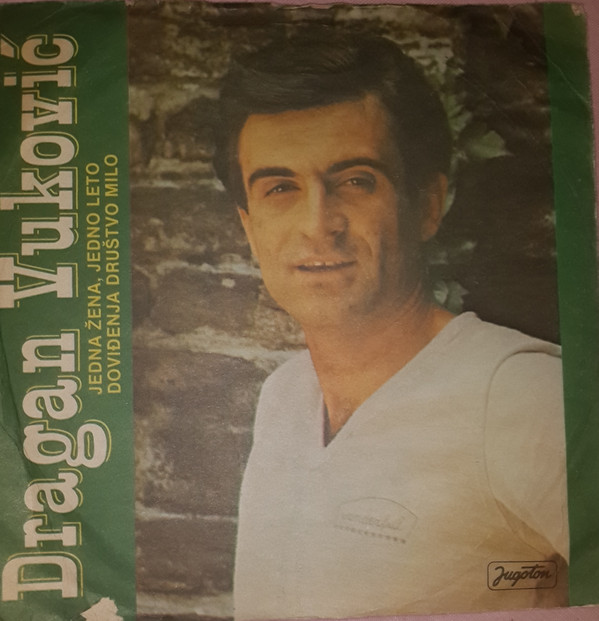 Dragan Vuković
JEDNA ŽENA, JEDNO LETO
DOVIĐENJA DRUŠTVO MILO
Jugoton